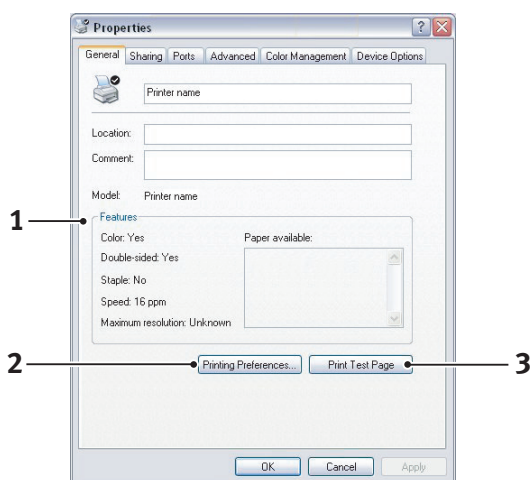 Properties
General Sharing Ports Advanced Color Management Device Options
Printer name
Location:
Comment:
Model: Printer name
1
Features
Color: Yes Paper available:
Double-sided: Yes
Staple: No
Speed: 16 ppm
Maximum resolution: Unknown
2 Printing Preferences... Print Test Page 3
OK Cancel Apply